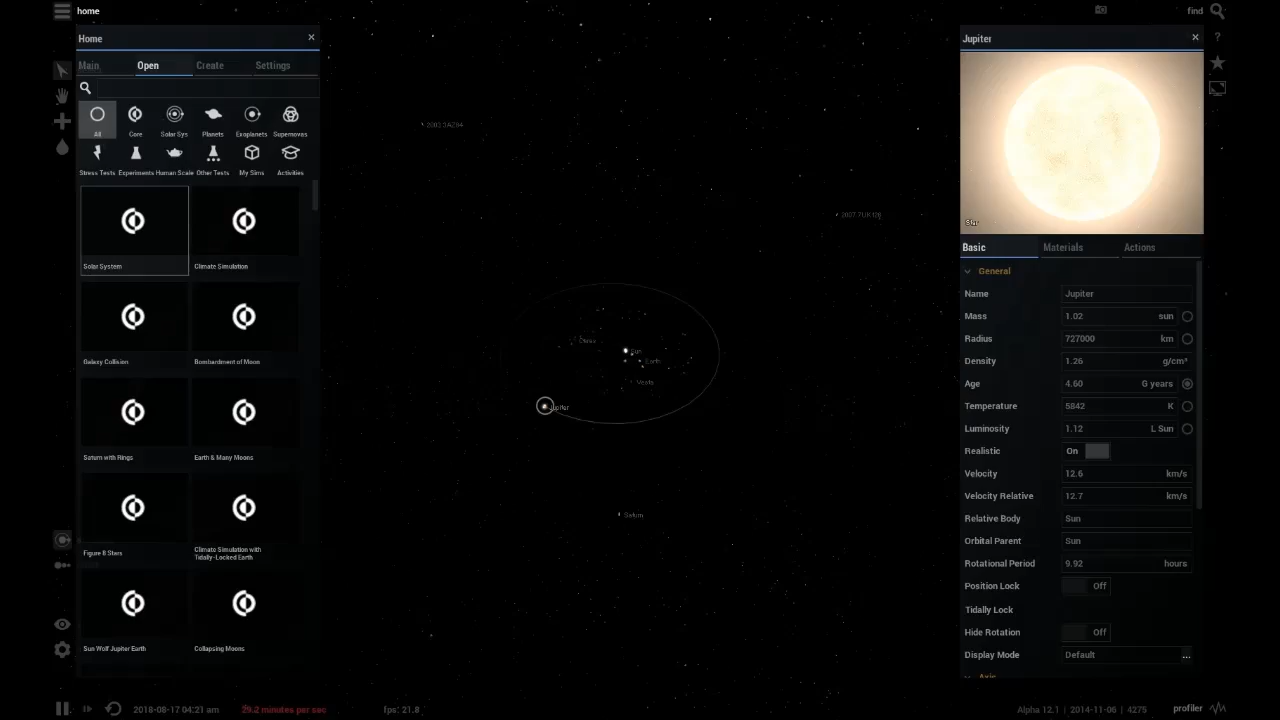 home
find
Home
Main
Open
Create
Settings
All
Core
Solar Sys
Planets
Exoplanets
Supernovas
Stress Tests
Experiments
Human Scale
Other Tests
My Sims
Activities
Solar System
Climate Simulation
Galaxy Collision
Bombardment of Moon
Saturn with Rings
Earth & Many Moons
Figure 8 Stars
Climate Simulation with
Tidally-Locked Earth
Sun Wolf Jupiter Earth
Collapsing Moons
Sun
Earth
Vesta
Jupiter
Saturn
Jupiter
Star
Basic
Materials
Actions
General
Name Jupiter
Mass 1.02 sun
Radius 727000 km
Density 1.26 g/cm³
Age 4.60 G years
Temperature 5842 K
Luminosity 1.12 L Sun
Realistic On
Velocity 12.6 km/s
Velocity Relative 12.7 km/s
Relative Body Sun
Orbital Parent Sun
Rotational Period 9.92 hours
Position Lock Off
Tidally Lock
Hide Rotation Off
Display Mode Default ...
Axis
2018-08-17 04:21 am
29.2 minutes per sec
fps: 21.8
Alpha 12.1 | 2014-11-06 | 4275
profiler